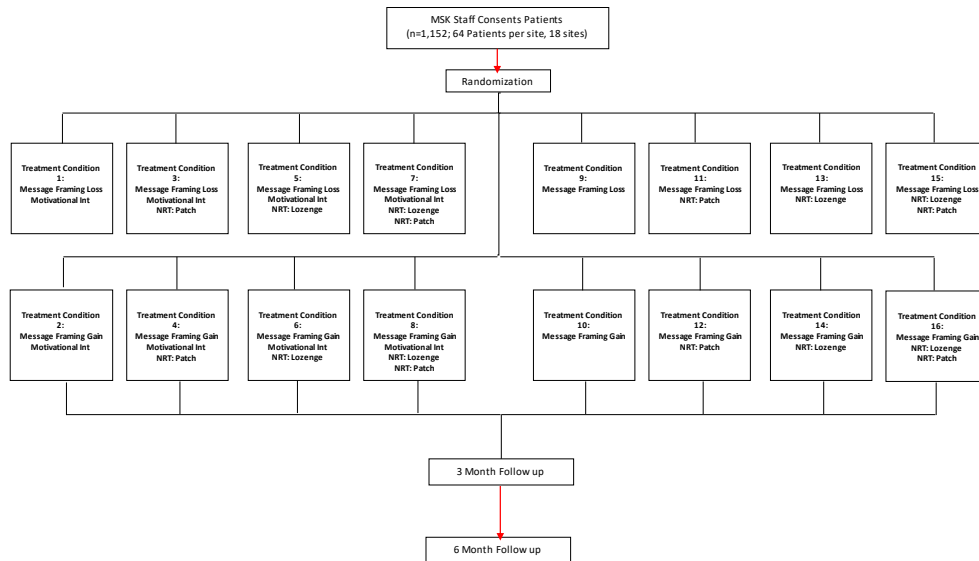 MSK Staff Consents Patients
(n=1,152; 64 Patients per site, 18 sites)
Randomization
Treatment Condition
1:
Message Framing Loss
Motivational Int
Treatment Condition
3:
Message Framing Loss
Motivational Int
NRT: Patch
Treatment Condition
5:
Message Framing Loss
Motivational Int
NRT: Lozenge
Treatment Condition
7:
Message Framing Loss
Motivational Int
NRT: Lozenge
NRT: Patch
Treatment Condition
9:
Message Framing Loss
Treatment Condition
11:
Message Framing Loss
NRT: Patch
Treatment Condition
13:
Message Framing Loss
NRT: Lozenge
Treatment Condition
15:
Message Framing Loss
NRT: Lozenge
NRT: Patch
Treatment Condition
2:
Message Framing Gain
Motivational Int
Treatment Condition
4:
Message Framing Gain
Motivational Int
NRT: Patch
Treatment Condition
6:
Message Framing Gain
Motivational Int
NRT: Lozenge
Treatment Condition
8:
Message Framing Gain
Motivational Int
NRT: Lozenge
NRT: Patch
Treatment Condition
10:
Message Framing Gain
Treatment Condition
12:
Message Framing Gain
NRT: Patch
Treatment Condition
14:
Message Framing Gain
NRT: Lozenge
Treatment Condition
16:
Message Framing Gain
NRT: Lozenge
NRT: Patch
3 Month Follow up
6 Month Follow up